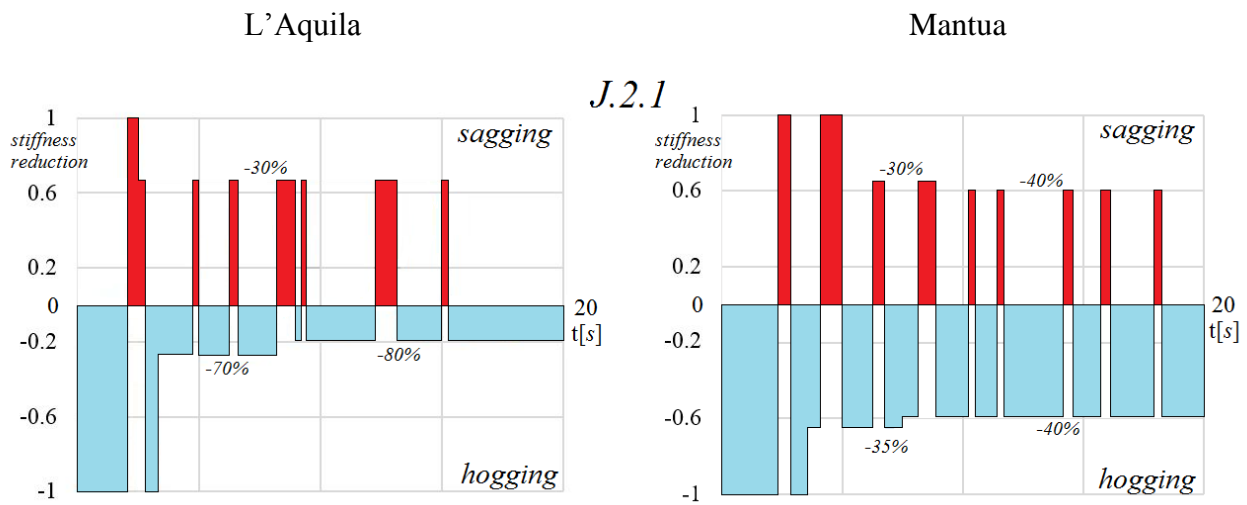 L’Aquila
Mantua
J.2.1
1
stiffness
reduction
0.6
0.2
0
-0.2
-0.6
-1
sagging
-30%
20
t[s]
-70%
-80%
hogging
1
stiffness
reduction
0.6
0.2
0
-0.2
-0.6
-1
sagging
-30%
-40%
20
t[s]
-35%
-40%
hogging